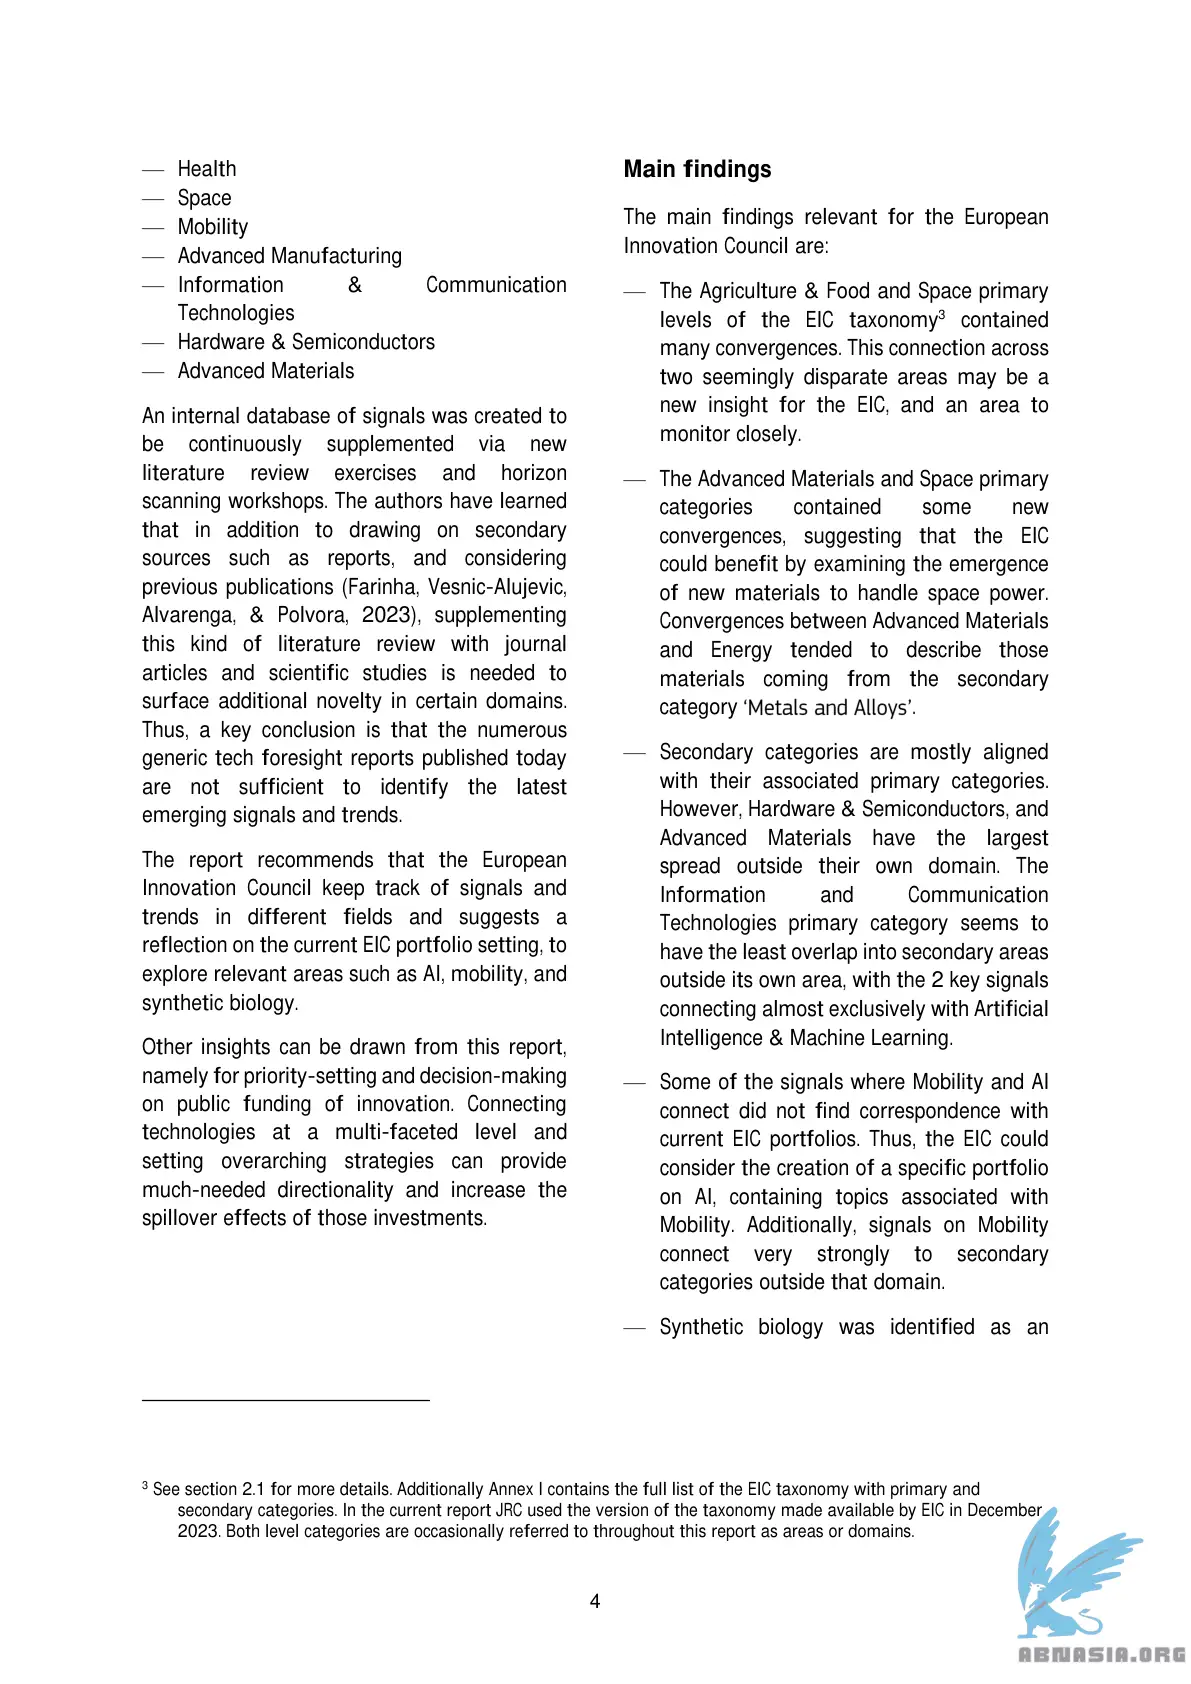 — Health
— Space
— Mobility
— Advanced Manufacturing
— Information & Communication
Technologies
— Hardware & Semiconductors
— Advanced Materials
An internal database of signals was created to
be continuously supplemented via new
literature review exercises and horizon
scanning workshops. The authors have learned
that in addition to drawing on secondary
sources such as reports, and considering
previous publications (Farinha, Vesnic-Alujevic,
Alvarenga, & Polvora, 2023), supplementing
this kind of literature review with journal
articles and scientific studies is needed to
surface additional novelty in certain domains.
Thus, a key conclusion is that the numerous
generic tech foresight reports published today
are not sufficient to identify the latest
emerging signals and trends.
The report recommends that the European
Innovation Council keep track of signals and
trends in different fields and suggests a
reflection on the current EIC portfolio setting, to
explore relevant areas such as AI, mobility, and
synthetic biology.
Other insights can be drawn from this report,
namely for priority-setting and decision-making
on public funding of innovation. Connecting
technologies at a multi-faceted level and
setting overarching strategies can provide
much-needed directionality and increase the
spillover effects of those investments.
Main findings
The main findings relevant for the European
Innovation Council are:
— The Agriculture & Food and Space primary
levels of the EIC taxonomy³ contained
many convergences. This connection across
two seemingly disparate areas may be a
new insight for the EIC, and an area to
monitor closely.
— The Advanced Materials and Space primary
categories contained some new
convergences, suggesting that the EIC
could benefit by examining the emergence
of new materials to handle space power.
Convergences between Advanced Materials
and Energy tended to describe those
materials coming from the secondary
category ‘Metals and Alloys’.
— Secondary categories are mostly aligned
with their associated primary categories.
However, Hardware & Semiconductors, and
Advanced Materials have the largest
spread outside their own domain. The
Information and Communication
Technologies primary category seems to
have the least overlap into secondary areas
outside its own area, with the 2 key signals
connecting almost exclusively with Artificial
Intelligence & Machine Learning.
— Some of the signals where Mobility and AI
connect did not find correspondence with
current EIC portfolios. Thus, the EIC could
consider the creation of a specific portfolio
on AI, containing topics associated with
Mobility. Additionally, signals on Mobility
connect very strongly to secondary
categories outside that domain.
— Synthetic biology was identified as an
³ See section 2.1 for more details. Additionally Annex I contains the full list of the EIC taxonomy with primary and
secondary categories. In the current report JRC used the version of the taxonomy made available by EIC in December
2023. Both level categories are occasionally referred to throughout this report as areas or domains.
4
ABNASIA.ORG